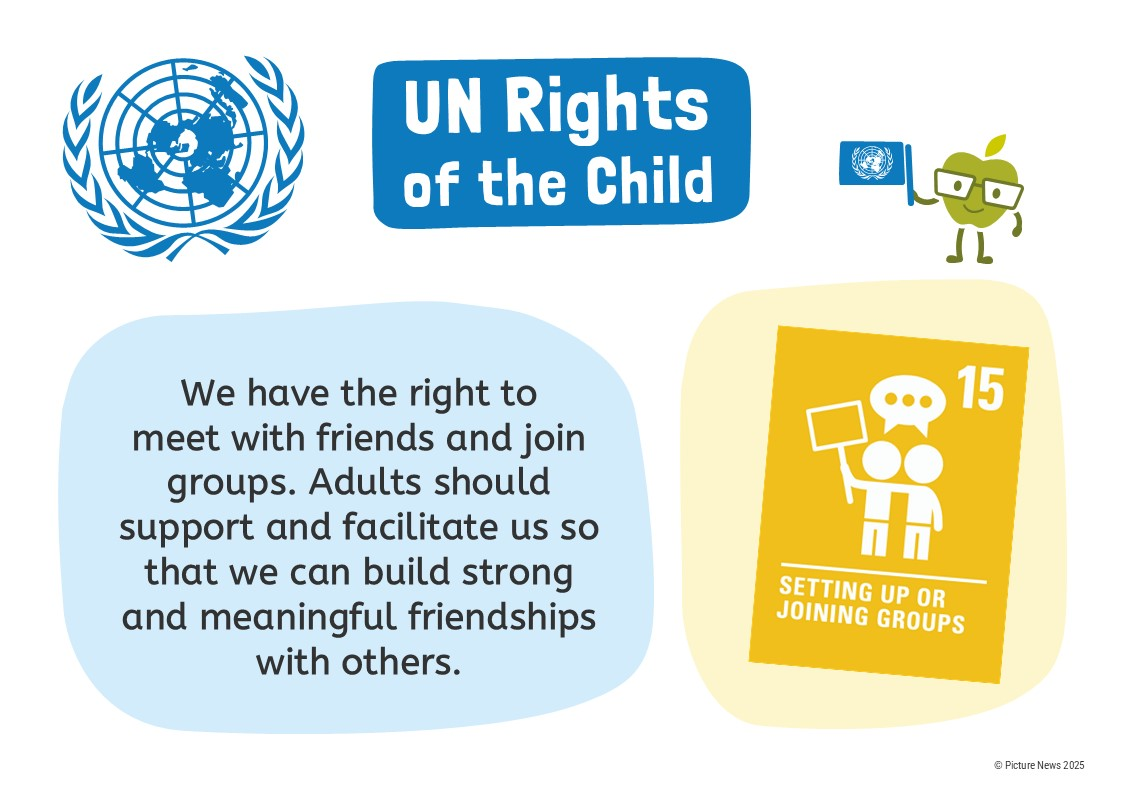 UN Rights
of the Child
We have the right to
meet with friends and join
groups. Adults should
support and facilitate us so
that we can build strong
and meaningful friendships
with others.
15
SETTING UP OR
JOINING GROUPS
© Picture News 2025